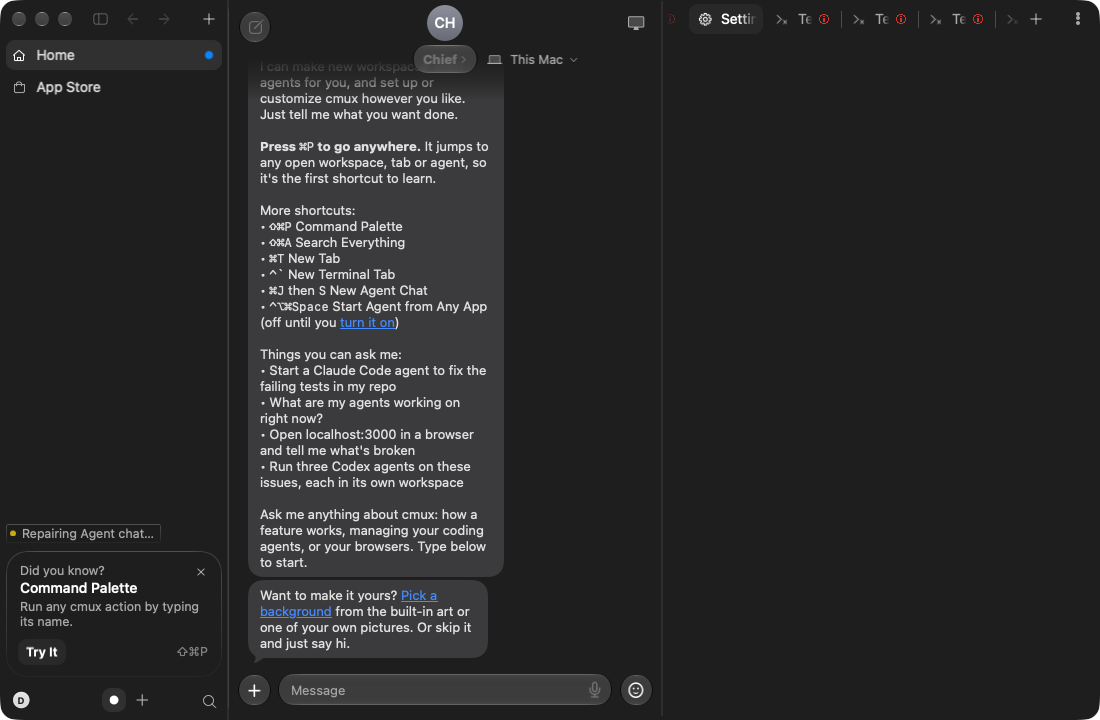 CH
Settin
Te
Te
Te
Home
Chief
This Mac
App Store
I can make new workspaces
agents for you, and set up or
customize cmux however you like.
Just tell me what you want done.
Press ⌘P to go anywhere. It jumps to
any open workspace, tab or agent, so
it's the first shortcut to learn.
More shortcuts:
• ⇧⌘P Command Palette
• ⇧⌘A Search Everything
• ⌘T New Tab
• ^` New Terminal Tab
• ⌘J then S New Agent Chat
• ^⌥⌘Space Start Agent from Any App
(off until you turn it on)
Things you can ask me:
• Start a Claude Code agent to fix the
failing tests in my repo
• What are my agents working on
right now?
• Open localhost:3000 in a browser
and tell me what's broken
• Run three Codex agents on these
issues, each in its own workspace
Ask me anything about cmux: how a
feature works, managing your coding
agents, or your browsers. Type below
to start.
Repairing Agent chat...
Did you know?
Command Palette
Run any cmux action by typing
its name.
Try It
⇧⌘P
Want to make it yours? Pick a
background from the built-in art or
one of your own pictures. Or skip it
and just say hi.
Message
D